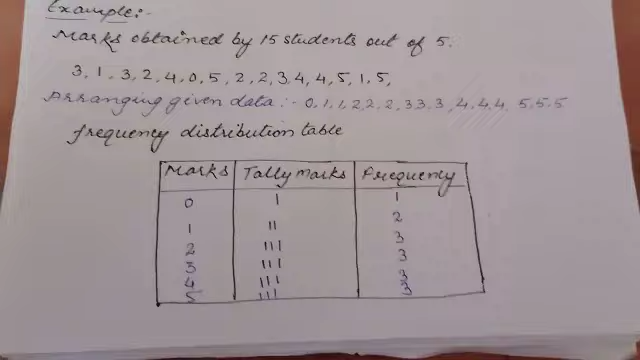 Example:-
Marks obtained by 15 students out of 5.
3, 1, 3, 2, 4, 0, 5, 2, 2, 3, 4, 4, 5, 1, 5,
Arranging given data :- 0, 1, 1, 2, 2, 2, 3, 3, 3, 4, 4, 4, 5, 5, 5
frequency distribution table
Marks Tally marks Frequency
0 | 1
1 || 2
2 ||| 3
3 ||| 3
4 ||| 3
5 ||| 3